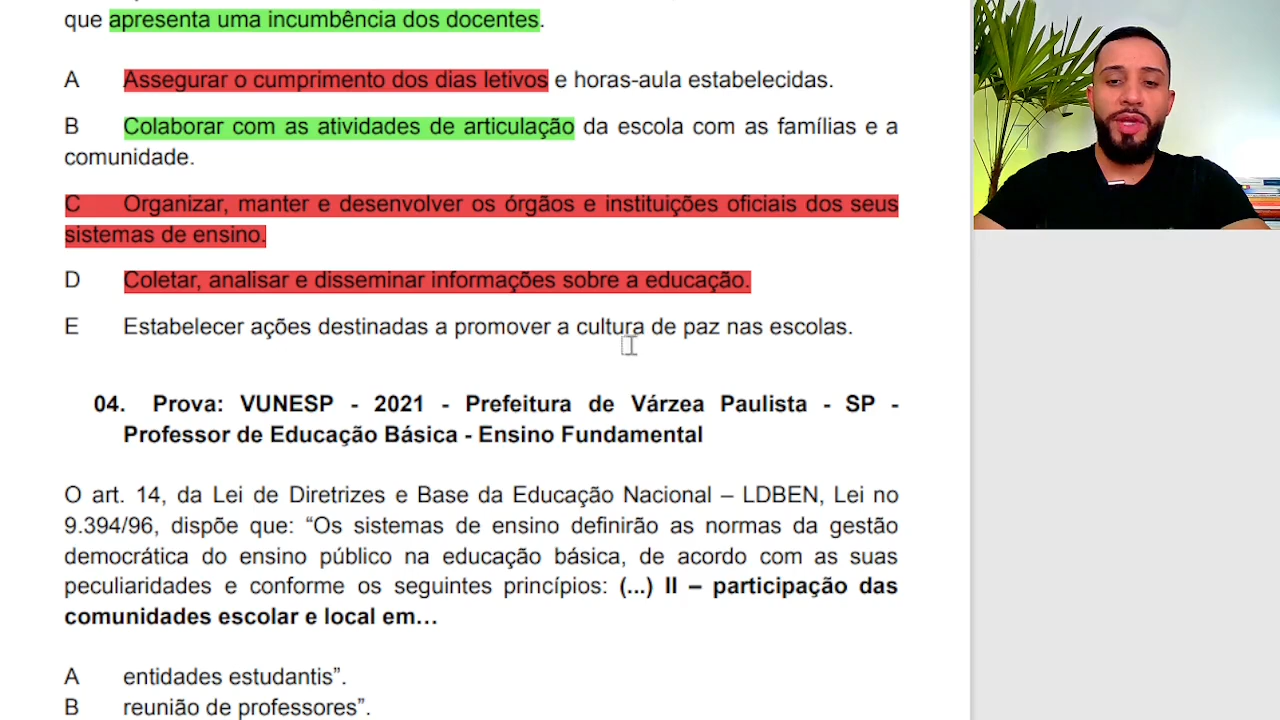 que apresenta uma incumbência dos docentes.
A Assegurar o cumprimento dos dias letivos e horas-aula estabelecidas.
B Colaborar com as atividades de articulação da escola com as famílias e a
comunidade.
C Organizar, manter e desenvolver os órgãos e instituições oficiais dos seus
sistemas de ensino.
D Coletar, analisar e disseminar informações sobre a educação.
E Estabelecer ações destinadas a promover a cultura de paz nas escolas.
04. Prova: VUNESP - 2021 - Prefeitura de Várzea Paulista - SP -
Professor de Educação Básica - Ensino Fundamental
O art. 14, da Lei de Diretrizes e Base da Educação Nacional – LDBEN, Lei no
9.394/96, dispõe que: “Os sistemas de ensino definirão as normas da gestão
democrática do ensino público na educação básica, de acordo com as suas
peculiaridades e conforme os seguintes princípios: (...) II – participação das
comunidades escolar e local em…
A entidades estudantis”.
B reunião de professores”.